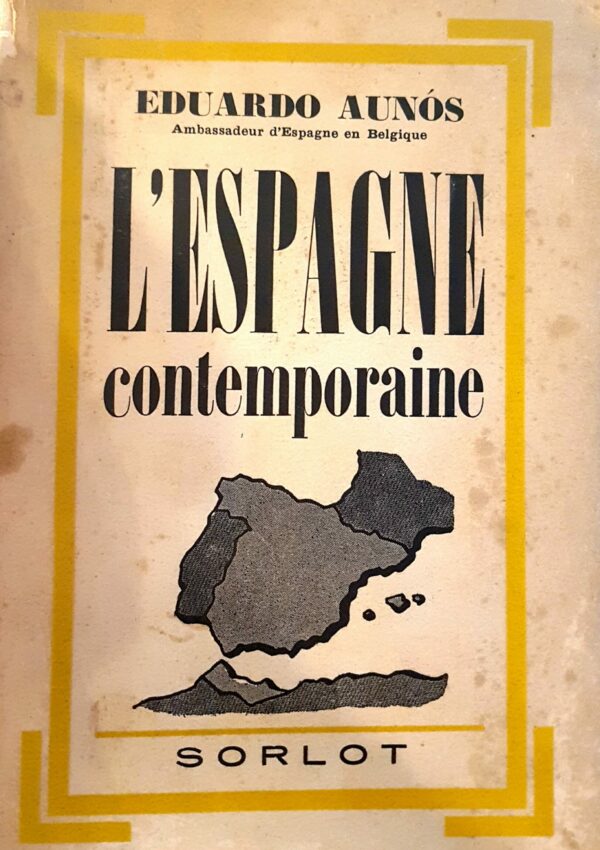 EDUARDO AUNÓS
Ambassadeur d'Espagne en Belgique
L'ESPAGNE
contemporaine
SORLOT